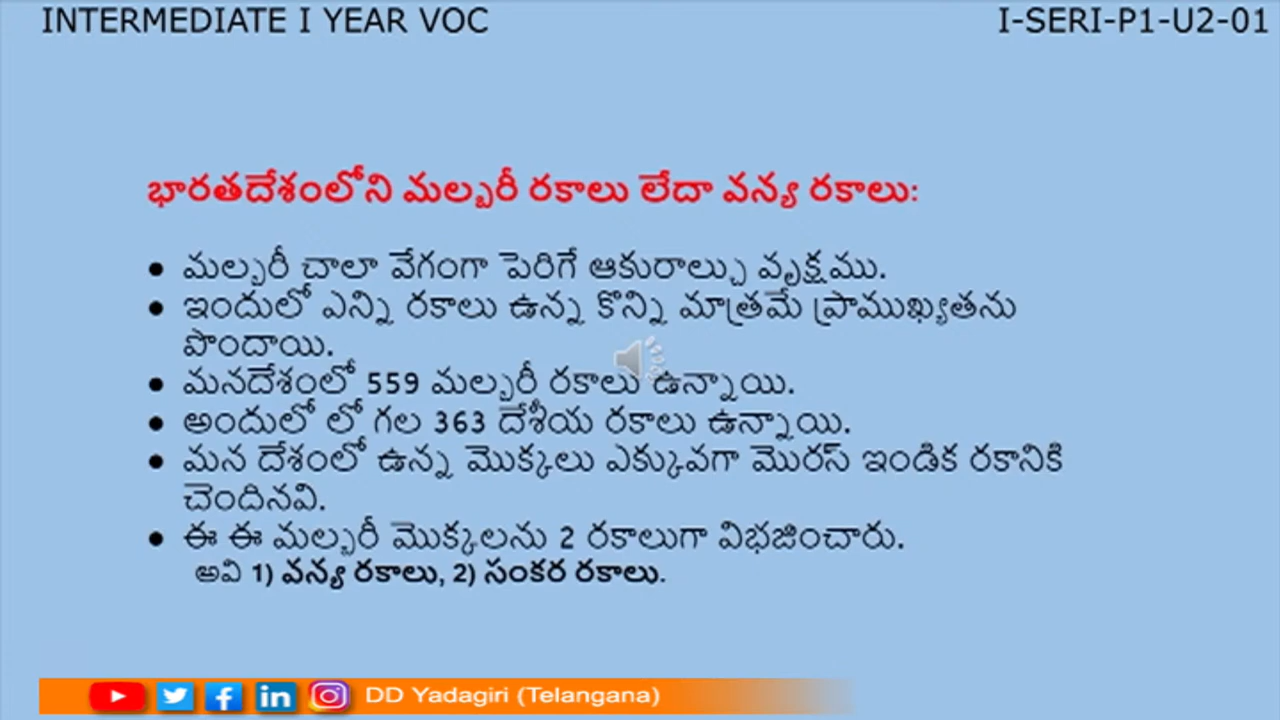 INTERMEDIATE I YEAR VOC
I-SERI-P1-U2-01
భారతదేశంలోని మల్బరీ రకాలు లేదా వన్య రకాలు:
• మల్బరీ చాలా వేగంగా పెరిగే ఆకురాల్చు వృక్షము.
• ఇందులో ఎన్ని రకాలు ఉన్న కొన్ని మాత్రమే ప్రాముఖ్యతను
పొందాయి.
• మనదేశంలో 559 మల్బరీ రకాలు ఉన్నాయి.
• అందులో లో గల 363 దేశీయ రకాలు ఉన్నాయి.
• మన దేశంలో ఉన్న మొక్కలు ఎక్కువగా మొరస్ ఇండిక రకానికి
చెందినవి.
• ఈ ఈ మల్బరీ మొక్కలను 2 రకాలుగా విభజించారు.
అవి 1) వన్య రకాలు, 2) సంకర రకాలు.
DD Yadagiri (Telangana)